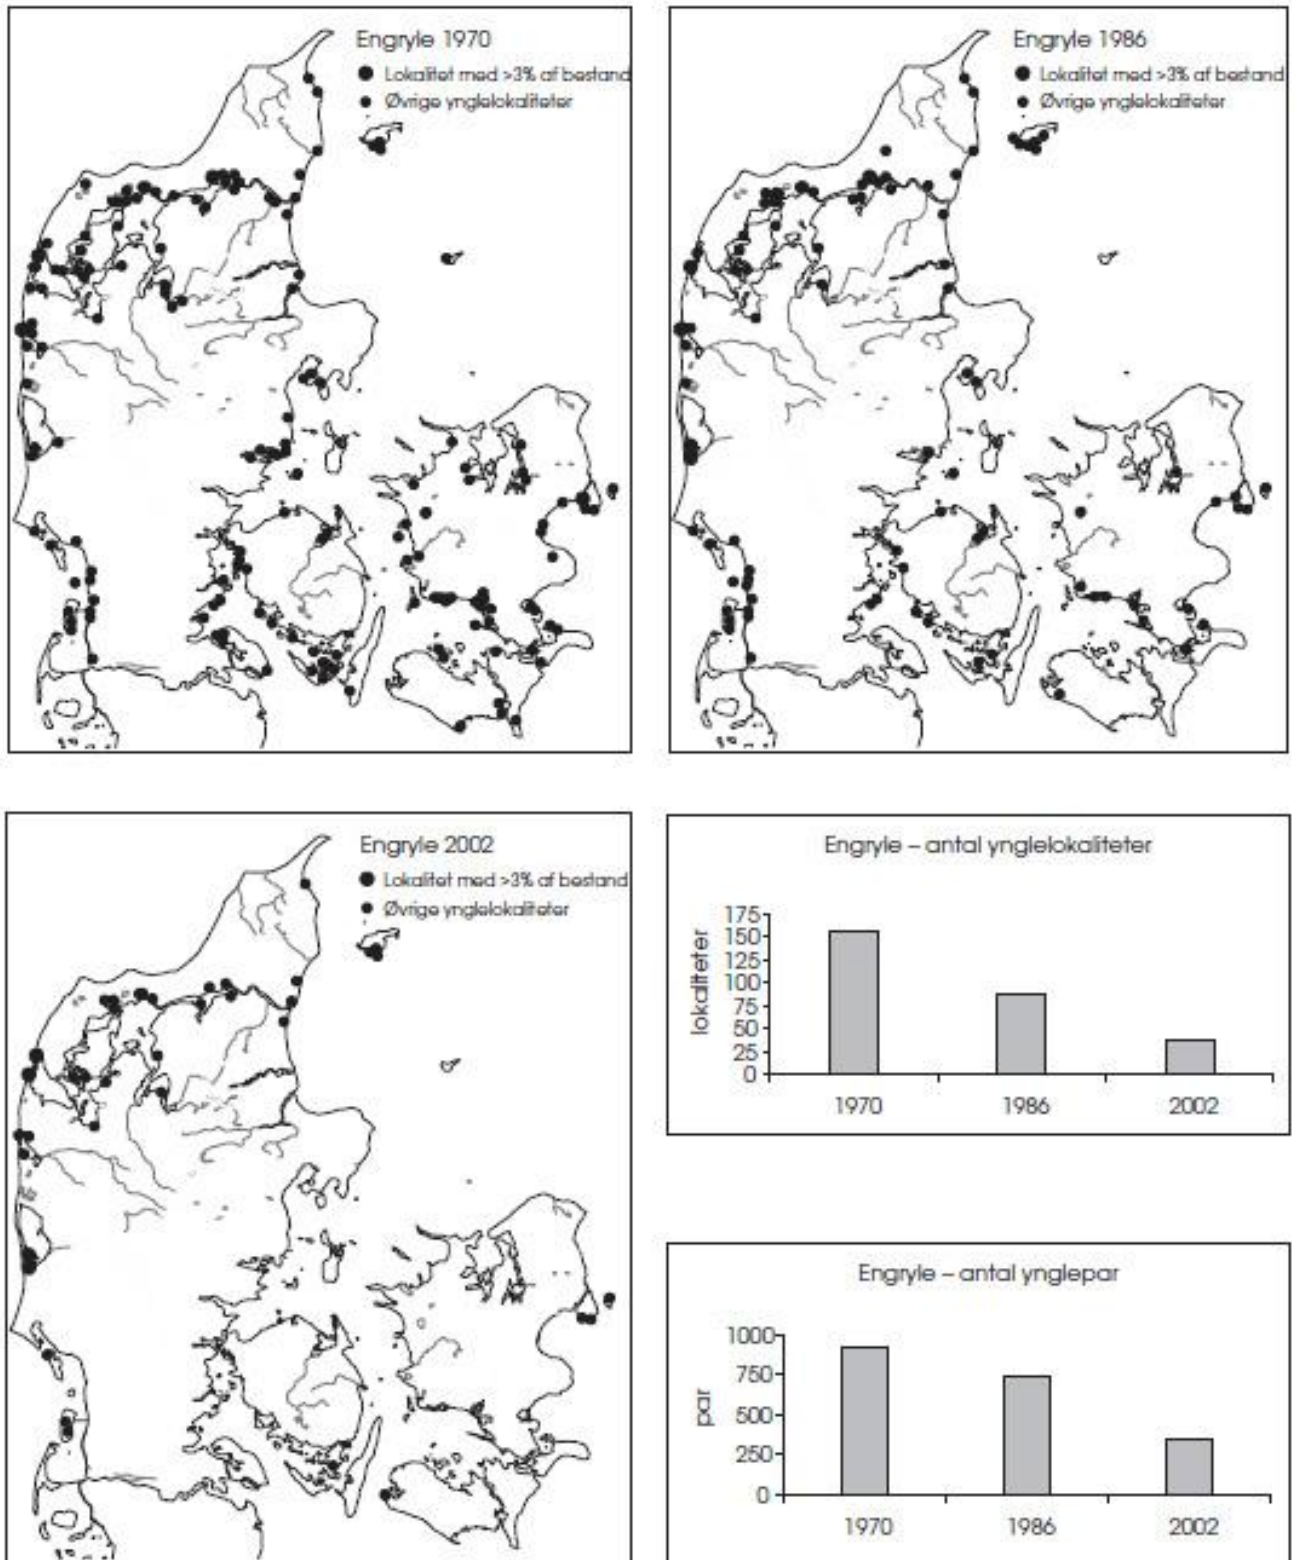 Engryle 1970
Lokalitet med >3% af bestand
Øvrige ynglelokaliteter
Engryle 1986
Lokalitet med >3% af bestand
Øvrige ynglelokaliteter
Engryle 2002
Lokalitet med >3% af bestand
Øvrige ynglelokaliteter
Engryle – antal ynglelokaliteter
lokaliteter
175
150
125
100
75
50
25
0
1970 1986 2002
Engryle – antal ynglepar
par
1000
750
500
250
0
1970 1986 2002